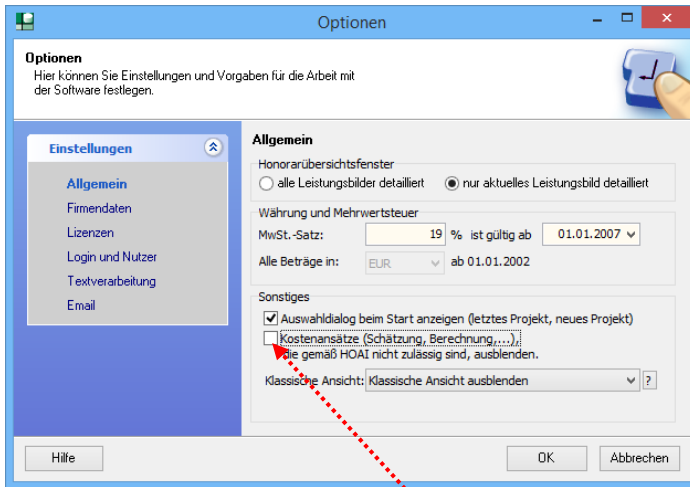 Optionen
Optionen
Hier können Sie Einstellungen und Vorgaben für die Arbeit mit
der Software festlegen.
Einstellungen
Allgemein
Firmendaten
Lizenzen
Login und Nutzer
Textverarbeitung
Email
Allgemein
Honorarübersichtsfenster
alle Leistungsbilder detailliert nur aktuelles Leistungsbild detailliert
Währung und Mehrwertsteuer
MwSt.-Satz: 19 % ist gültig ab 01.01.2007
Alle Beträge in: EUR ab 01.01.2002
Sonstiges
Auswahldialog beim Start anzeigen (letztes Projekt, neues Projekt)
Kostenansätze (Schätzung, Berechnung,...),
die gemäß HOAI nicht zulässig sind, ausblenden.
Klassische Ansicht: Klassische Ansicht ausblenden ?
Hilfe OK Abbrechen